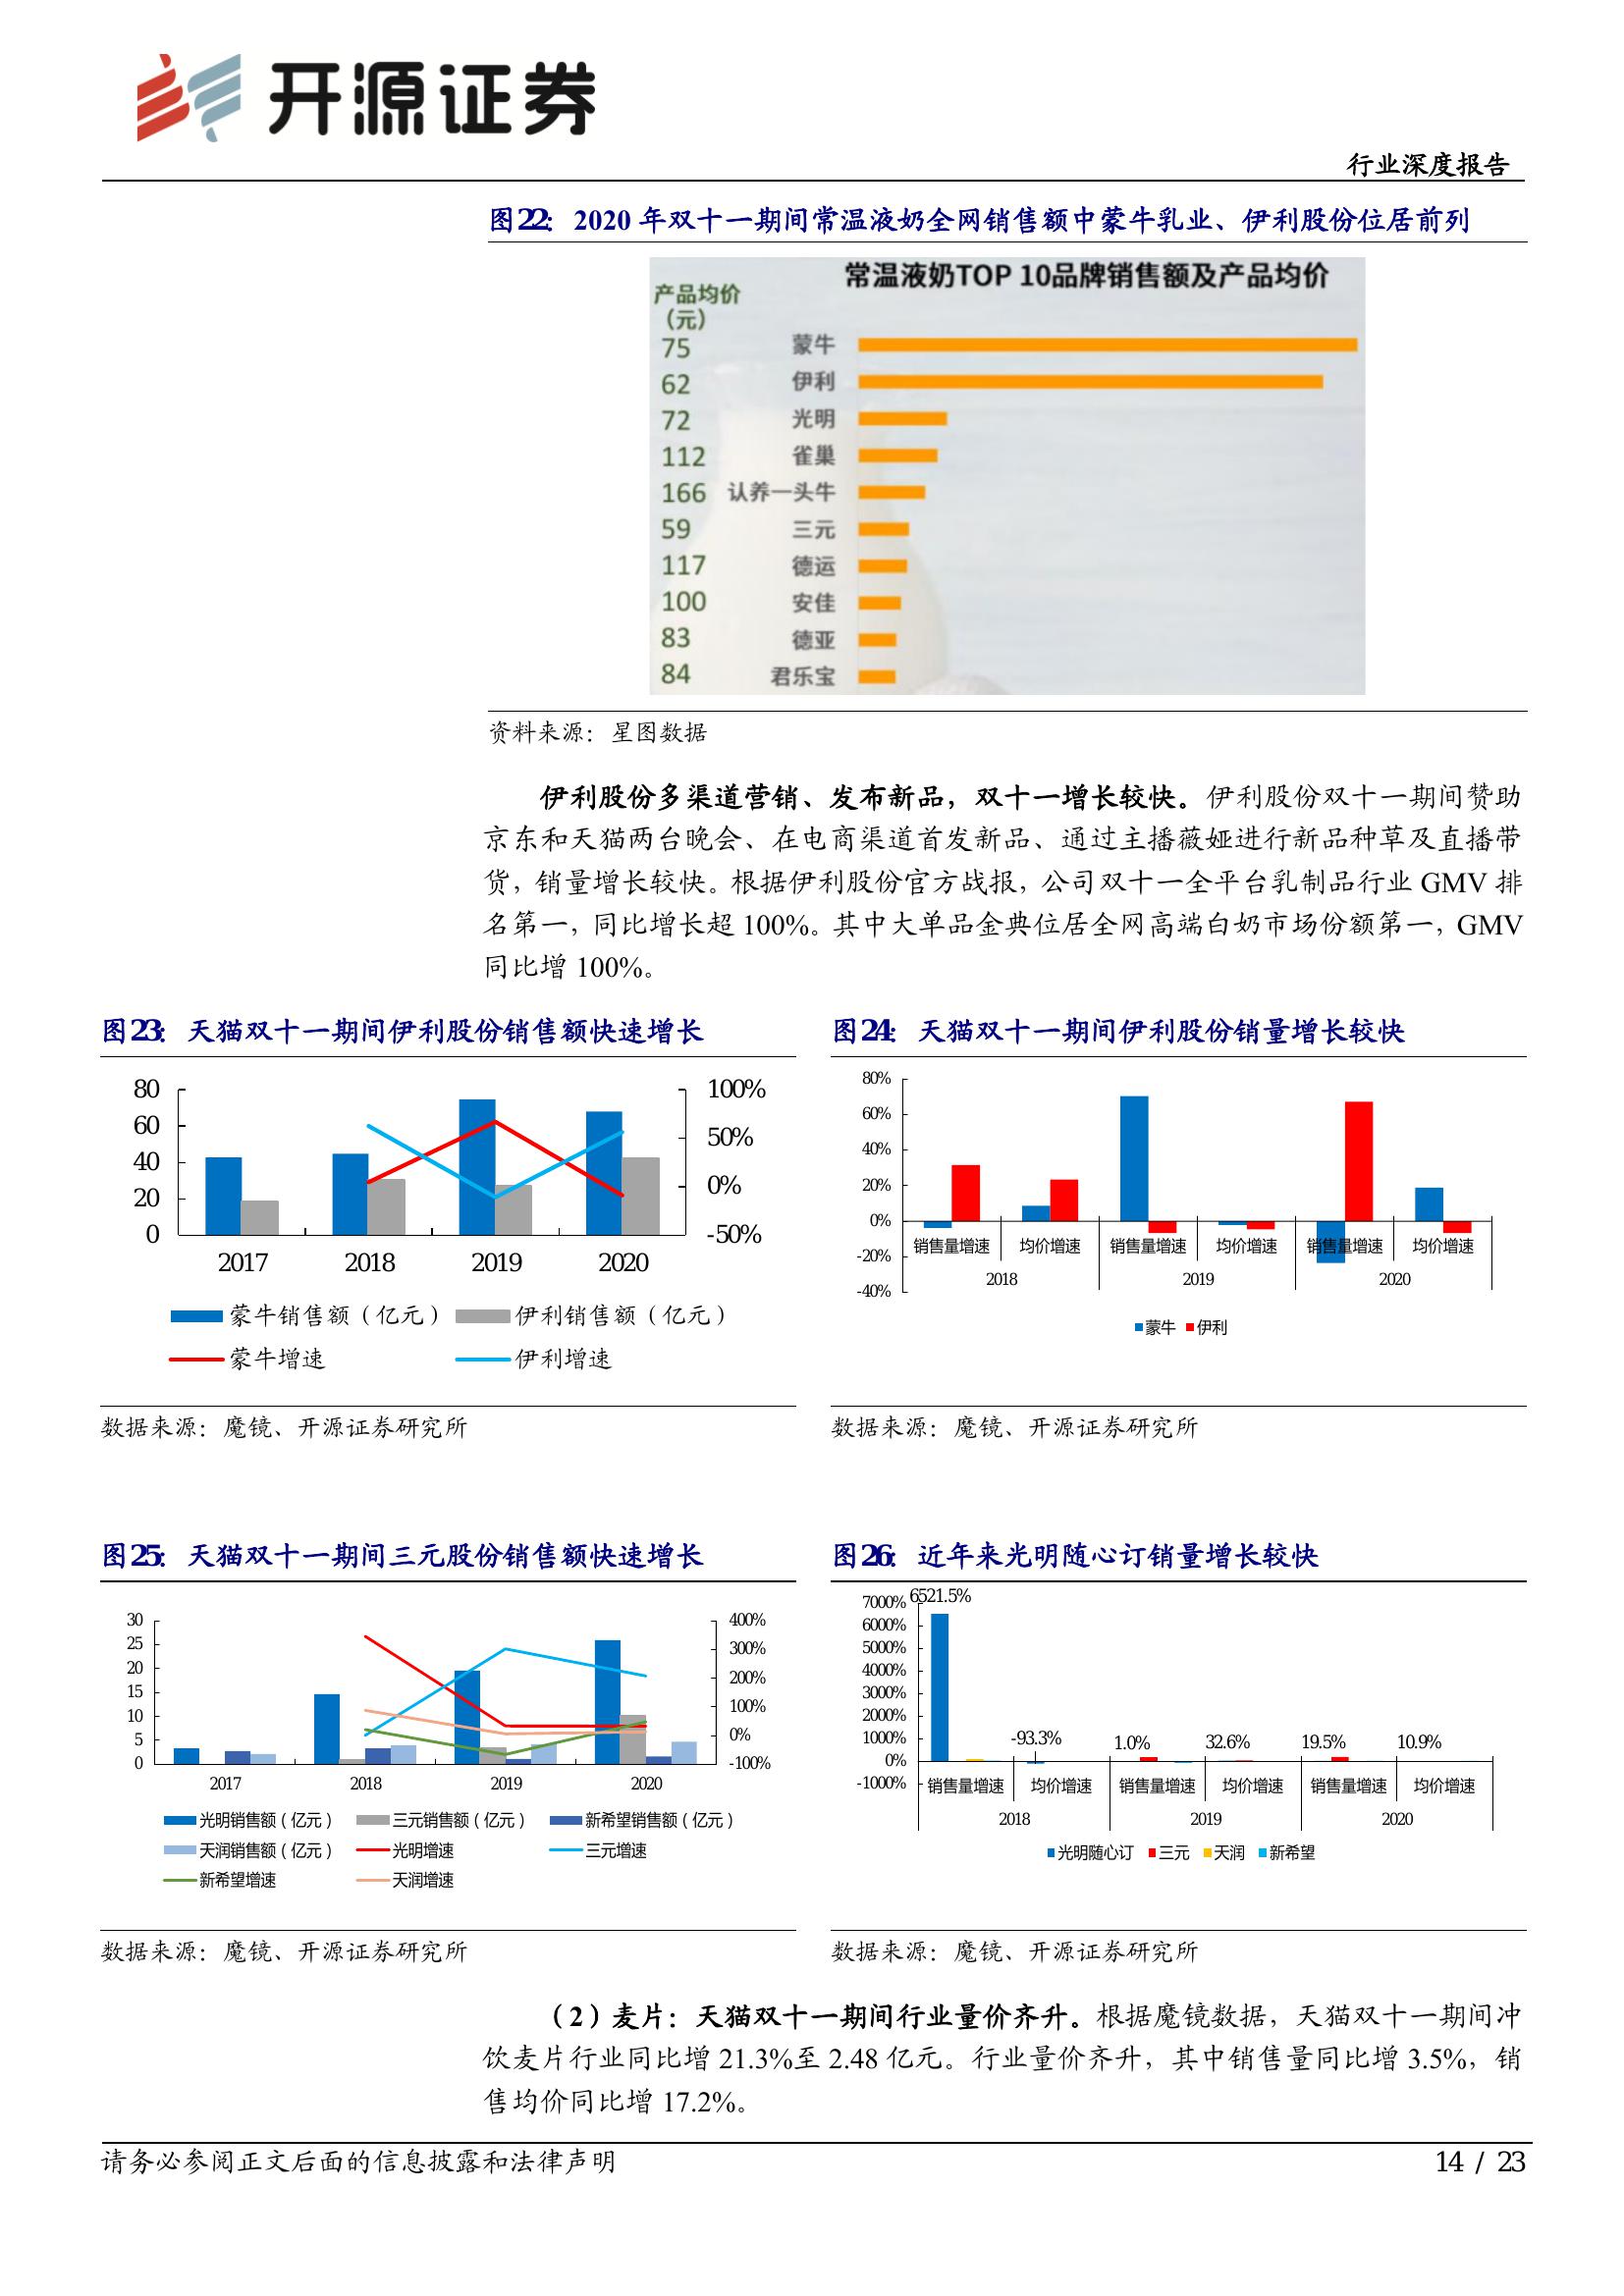 开源证券
行业深度报告
图22： 2020 年双十一期间常温液奶全网销售额中蒙牛乳业、伊利股份位居前列
常温液奶TOP 10品牌销售额及产品均价
产品均价
（元）
75 蒙牛
62 伊利
72 光明
112 雀巢
166 认养一头牛
59 三元
117 德运
100 安佳
83 德亚
84 君乐宝
资料来源：星图数据
伊利股份多渠道营销、发布新品，双十一增长较快。伊利股份双十一期间赞助
京东和天猫两台晚会、在电商渠道首发新品、通过主播薇娅进行新品种草及直播带
货，销量增长较快。根据伊利股份官方战报，公司双十一全平台乳制品行业 GMV 排
名第一，同比增长超 100%。其中大单品金典位居全网高端白奶市场份额第一，GMV
同比增 100%。
图23： 天猫双十一期间伊利股份销售额快速增长
80 100%
60
50%
40
0%
20
0 -50%
2017 2018 2019 2020
蒙牛销售额（亿元） 伊利销售额（亿元）
蒙牛增速 伊利增速
数据来源：魔镜、开源证券研究所
图24： 天猫双十一期间伊利股份销量增长较快
80%
60%
40%
20%
0%
-20%
-40%
销售量增速 均价增速 销售量增速 均价增速 销售量增速 均价增速
2018 2019 2020
蒙牛 伊利
数据来源：魔镜、开源证券研究所
图25： 天猫双十一期间三元股份销售额快速增长
30 400%
25 300%
20 200%
15
10 100%
5 0%
0 -100%
2017 2018 2019 2020
光明销售额（亿元） 三元销售额（亿元） 新希望销售额（亿元）
天润销售额（亿元） 光明增速 三元增速
新希望增速 天润增速
数据来源：魔镜、开源证券研究所
图26： 近年来光明随心订销量增长较快
7000% 6521.5%
6000%
5000%
4000%
3000%
2000%
1000%
0%
-1000%
-93.3% 1.0% 32.6% 19.5% 10.9%
销售量增速 均价增速 销售量增速 均价增速 销售量增速 均价增速
2018 2019 2020
光明随心订 三元 天润 新希望
数据来源：魔镜、开源证券研究所
（2）麦片：天猫双十一期间行业量价齐升。根据魔镜数据，天猫双十一期间冲
饮麦片行业同比增 21.3%至 2.48 亿元。行业量价齐升，其中销售量同比增 3.5%，销
售均价同比增 17.2%。
请务必参阅正文后面的信息披露和法律声明
14 / 23